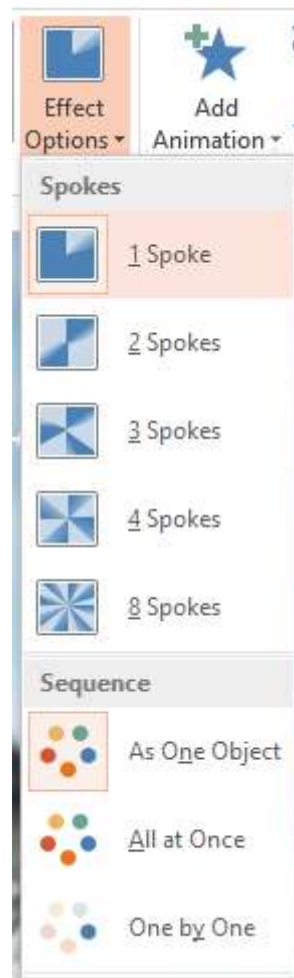 Effect
Options
Add
Animation
Spokes
1 Spoke
2 Spokes
3 Spokes
4 Spokes
8 Spokes
Sequence
As One Object
All at Once
One by One